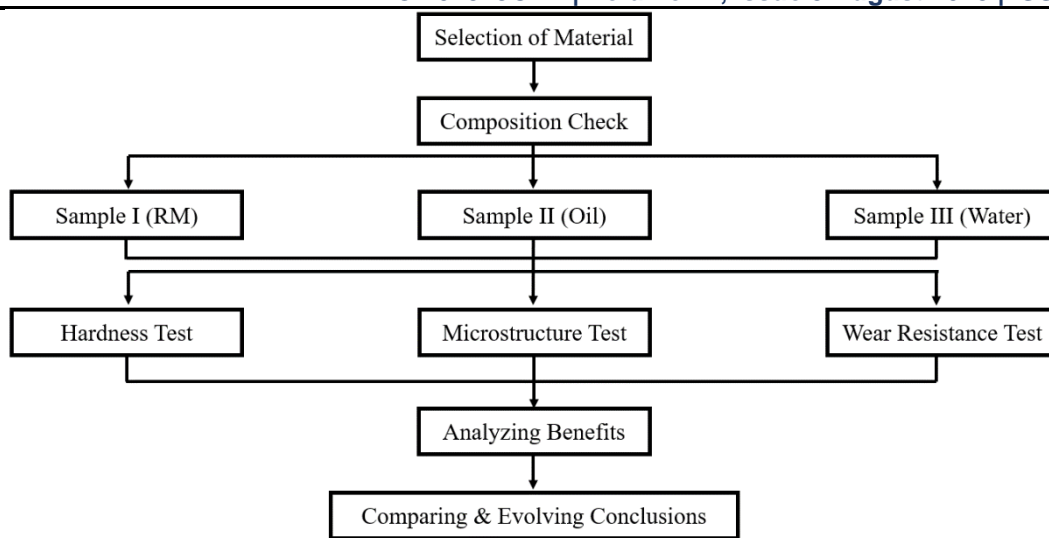 Selection of Material
Composition Check
Sample I (RM)
Sample II (Oil)
Sample III (Water)
Hardness Test
Microstructure Test
Wear Resistance Test
Analyzing Benefits
Comparing & Evolving Conclusions